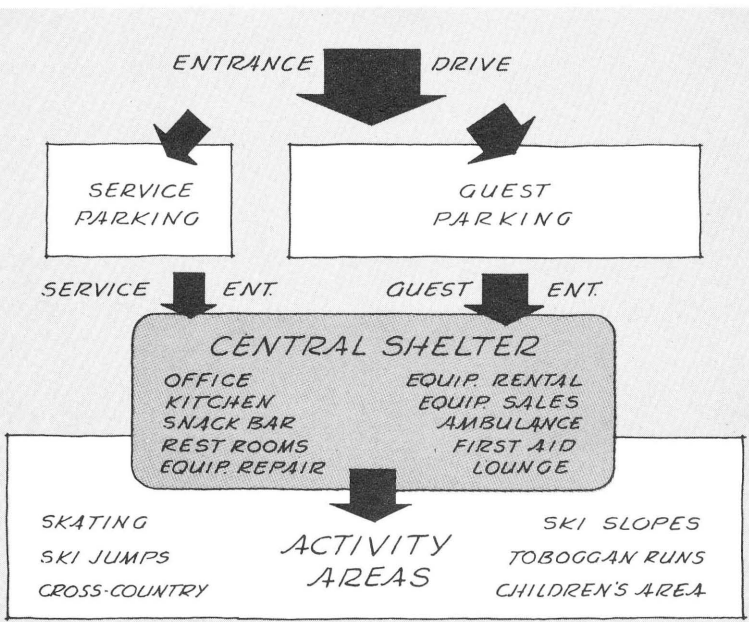 ENTRANCE DRIVE
SERVICE
PARKING
GUEST
PARKING
SERVICE ENT.
GUEST ENT.
CENTRAL SHELTER
OFFICE
KITCHEN
SNACK BAR
REST ROOMS
EQUIP. REPAIR
EQUIP. RENTAL
EQUIP. SALES
AMBULANCE
FIRST AID
LOUNGE
SKATING
SKI JUMPS
CROSS-COUNTRY
ACTIVITY
AREAS
SKI SLOPES
TOBOGGAN RUNS
CHILDREN'S AREA